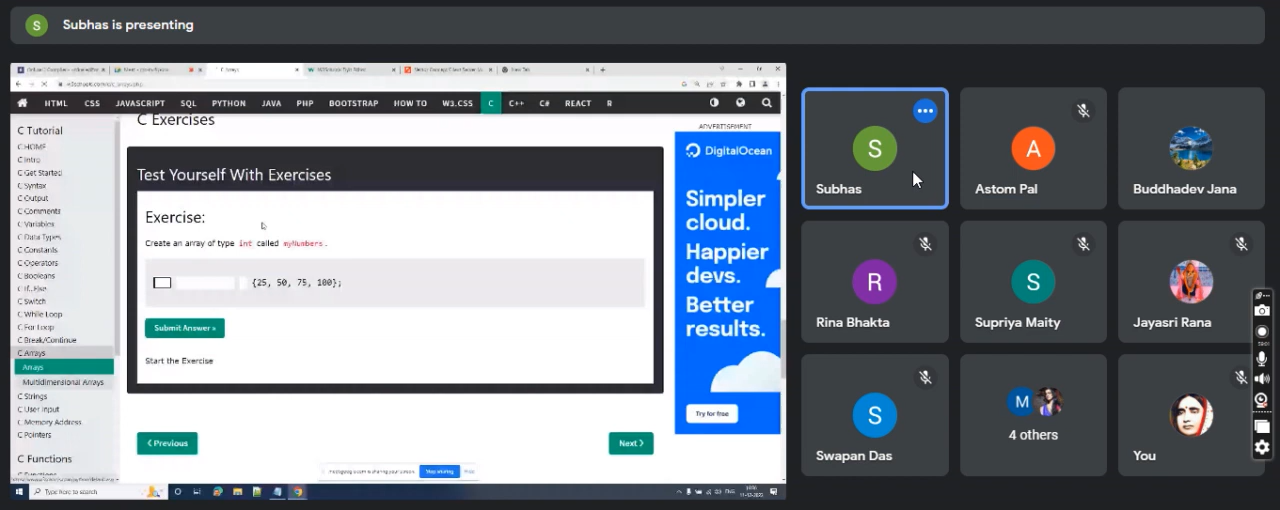 S Subhas is presenting
HTML CSS JAVASCRIPT SQL PYTHON JAVA PHP BOOTSTRAP HOW TO W3.CSS C C++ C# REACT R
C Tutorial
C HOME
C Intro
C Get Started
C Syntax
C Output
C Comments
C Variables
C Data Types
C Constants
C Operators
C Booleans
C If...Else
C Switch
C While Loop
C For Loop
C Break/Continue
C Arrays
Arrays
Multidimensional Arrays
C Strings
C User Input
C Memory Address
C Pointers
C Functions
C Exercises
Test Yourself With Exercises
Exercise:
Create an array of type int called myNumbers.
{25, 50, 75, 100};
Submit Answer »
Start the Exercise
Previous
Next
ADVERTISEMENT
DigitalOcean
Simpler
cloud.
Happier
devs.
Better
results.
Try for free
Stop sharing
Hide
Type here to search
S
Subhas
A
Astom Pal
Buddhadev Jana
R
Rina Bhakta
S
Supriya Maity
Jayasri Rana
S
Swapan Das
M
4 others
You